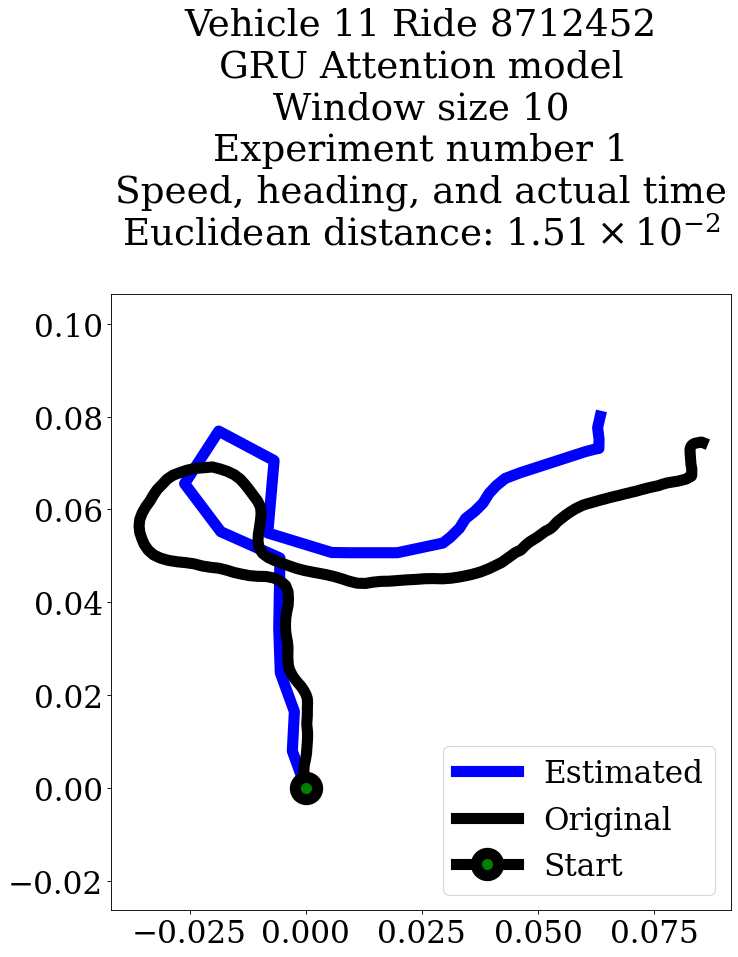 Vehicle 11 Ride 8712452
GRU Attention model
Window size 10
Experiment number 1
Speed, heading, and actual time
Euclidean distance: 1.51 × 10⁻²
0.10
0.08
0.06
0.04
0.02
0.00
−0.02
Estimated
Original
Start
−0.025 0.000 0.025 0.050 0.075